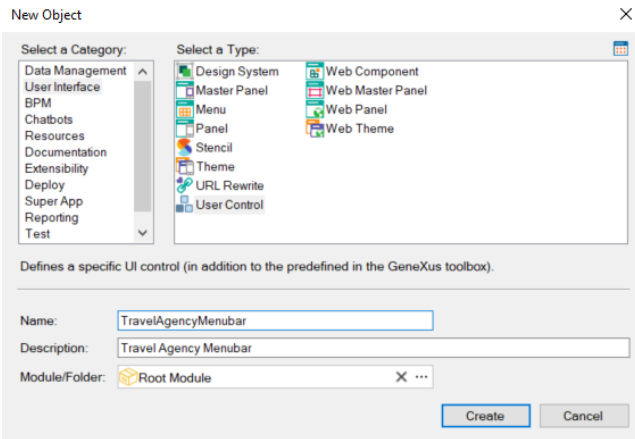 New Object
Select a Category:
Data Management
User Interface
BPM
Chatbots
Resources
Documentation
Extensibility
Deploy
Super App
Reporting
Test
Select a Type:
Design System
Master Panel
Menu
Panel
Stencil
Theme
URL Rewrite
User Control
Web Component
Web Master Panel
Web Panel
Web Theme
Defines a specific UI control (in addition to the predefined in the GeneXus toolbox).
Name: TravelAgencyMenubar
Description: Travel Agency Menubar
Module/Folder: Root Module
Create Cancel